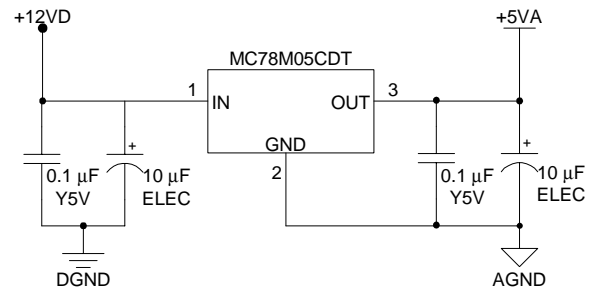 +12VD
+5VA
MC78M05CDT
1
IN
OUT
3
GND
2
+
0.1 µF
Y5V
+
10 µF
ELEC
0.1 µF
Y5V
+
10 µF
ELEC
DGND
AGND